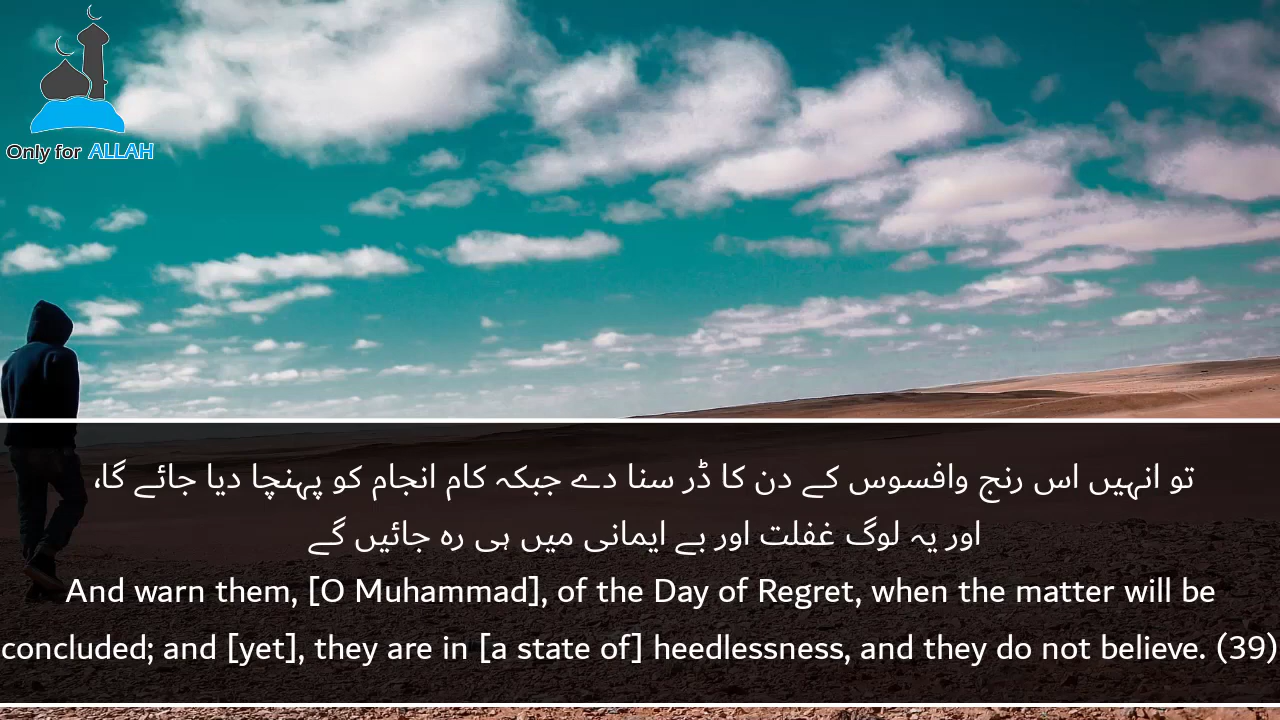 Only for ALLAH
تو انہیں اس رنج وافسوس کے دن کا ڈر سنا دے جبکہ کام انجام کو پہنچا دیا جائے گا،
اور یہ لوگ غفلت اور بے ایمانی میں ہی رہ جائیں گے
And warn them, [O Muhammad], of the Day of Regret, when the matter will be
concluded; and [yet], they are in [a state of] heedlessness, and they do not believe. (39)